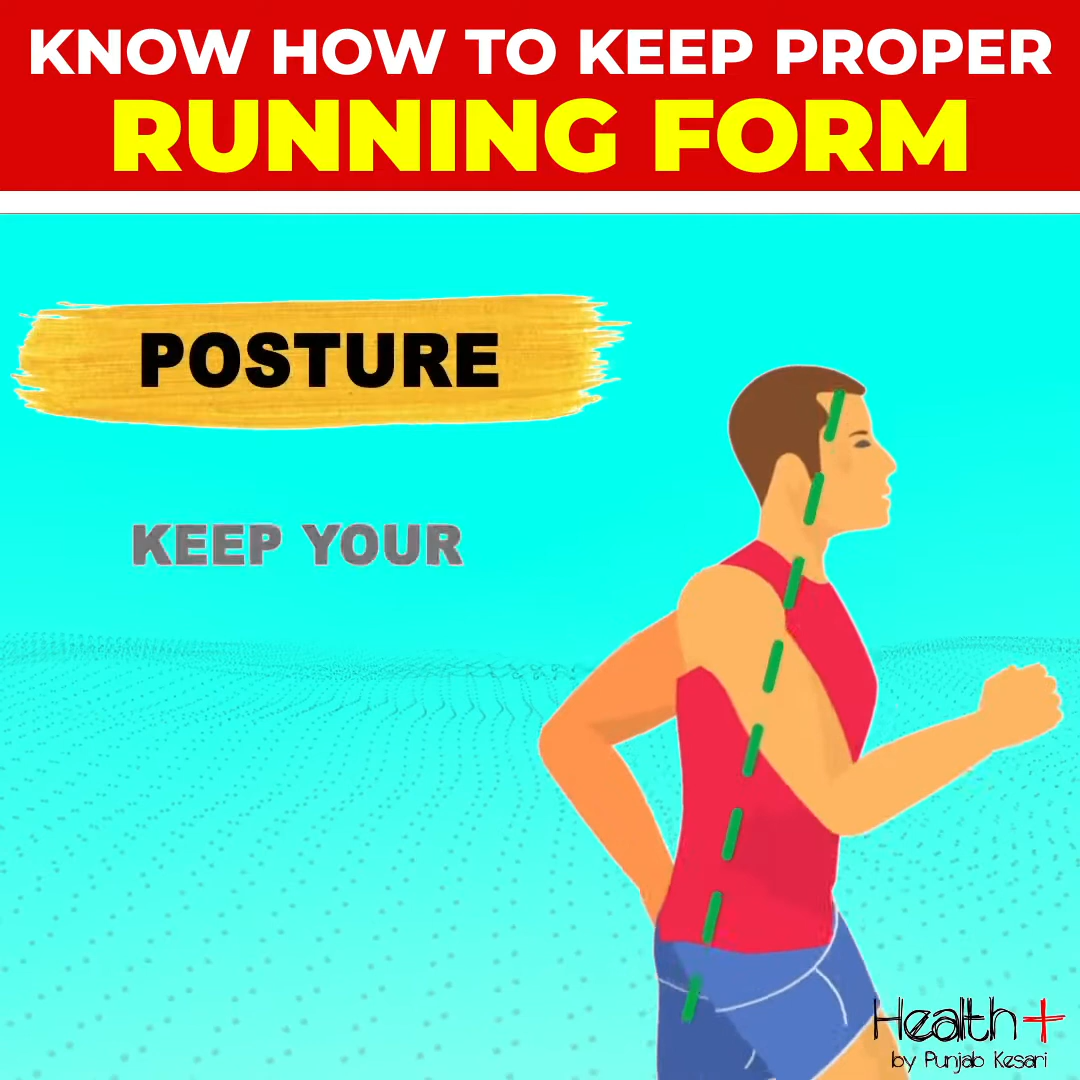 KNOW HOW TO KEEP PROPER
RUNNING FORM
POSTURE
KEEP YOUR
Health+
by Punjab Kesari